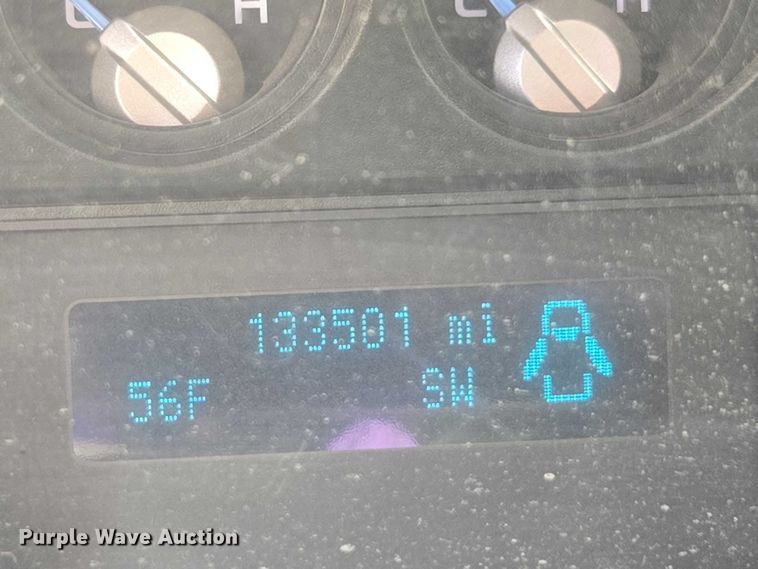 C H C H
133501 mi
56F SW
Purple Wave Auction